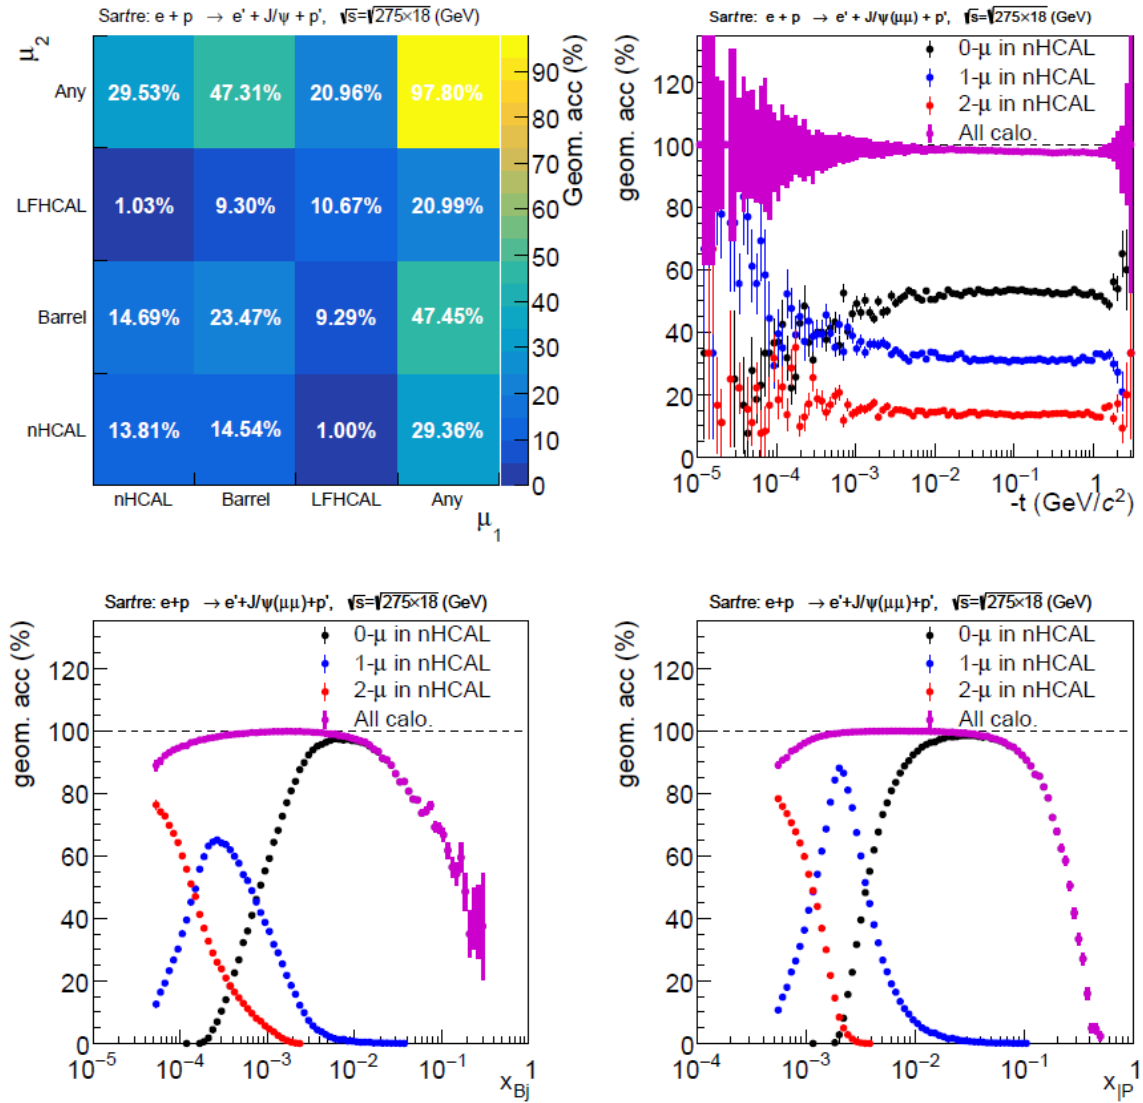 Sartre: e + p → e' + J/ψ + p', √s=√275×18 (GeV)
μ2
Any 29.53% 47.31% 20.96% 97.80%
LFHCAL 1.03% 9.30% 10.67% 20.99%
Barrel 14.69% 23.47% 9.29% 47.45%
nHCAL 13.81% 14.54% 1.00% 29.36%
nHCAL Barrel LFHCAL Any
μ1
90
80
70
60
50
40
30
20
10
0
Geom. acc (%)
Sartre: e + p → e' + J/ψ(μμ) + p', √s=√275×18 (GeV)
geom. acc (%)
120
100
80
60
40
20
0
0-μ in nHCAL
1-μ in nHCAL
2-μ in nHCAL
All calo.
10−5 10−4 10−3 10−2 10−1 1
-t (GeV/c2)
Sartre: e+p → e'+J/ψ(μμ)+p', √s=√275×18 (GeV)
geom. acc (%)
120
100
80
60
40
20
0
0-μ in nHCAL
1-μ in nHCAL
2-μ in nHCAL
All calo.
10−5 10−4 10−3 10−2 10−1 1
xBj
Sartre: e+p → e'+J/ψ(μμ)+p', √s=√275×18 (GeV)
geom. acc (%)
120
100
80
60
40
20
0
0-μ in nHCAL
1-μ in nHCAL
2-μ in nHCAL
All calo.
10−4 10−3 10−2 10−1 1
x|P